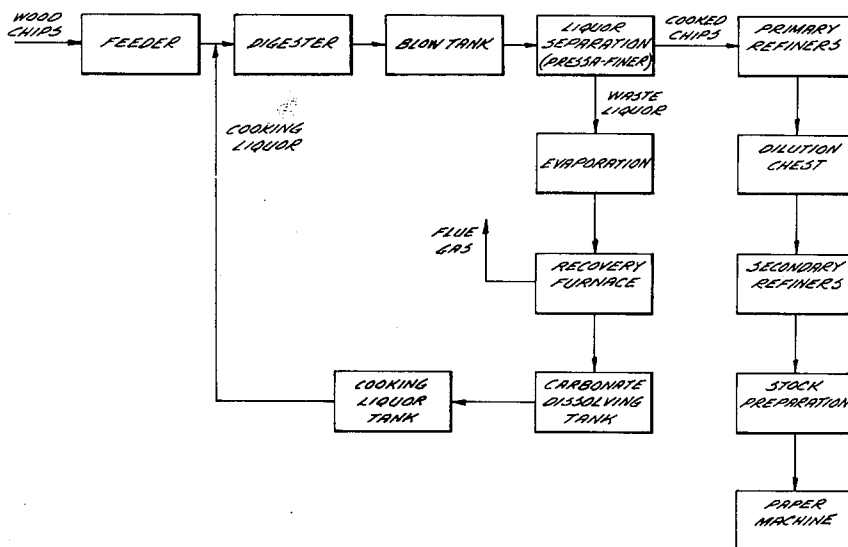 WOOD
CHIPS
FEEDER
DIGESTER
BLOW TANK
LIQUOR
SEPARATION
(PRESSA-FINER)
COOKED
CHIPS
PRIMARY
REFINERS
COOKING
LIQUOR
WASTE
LIQUOR
EVAPORATION
DILUTION
CHEST
FLUE
GAS
RECOVERY
FURNACE
SECONDARY
REFINERS
COOKING
LIQUOR
TANK
CARBONATE
DISSOLVING
TANK
STOCK
PREPARATION
PAPER
MACHINE